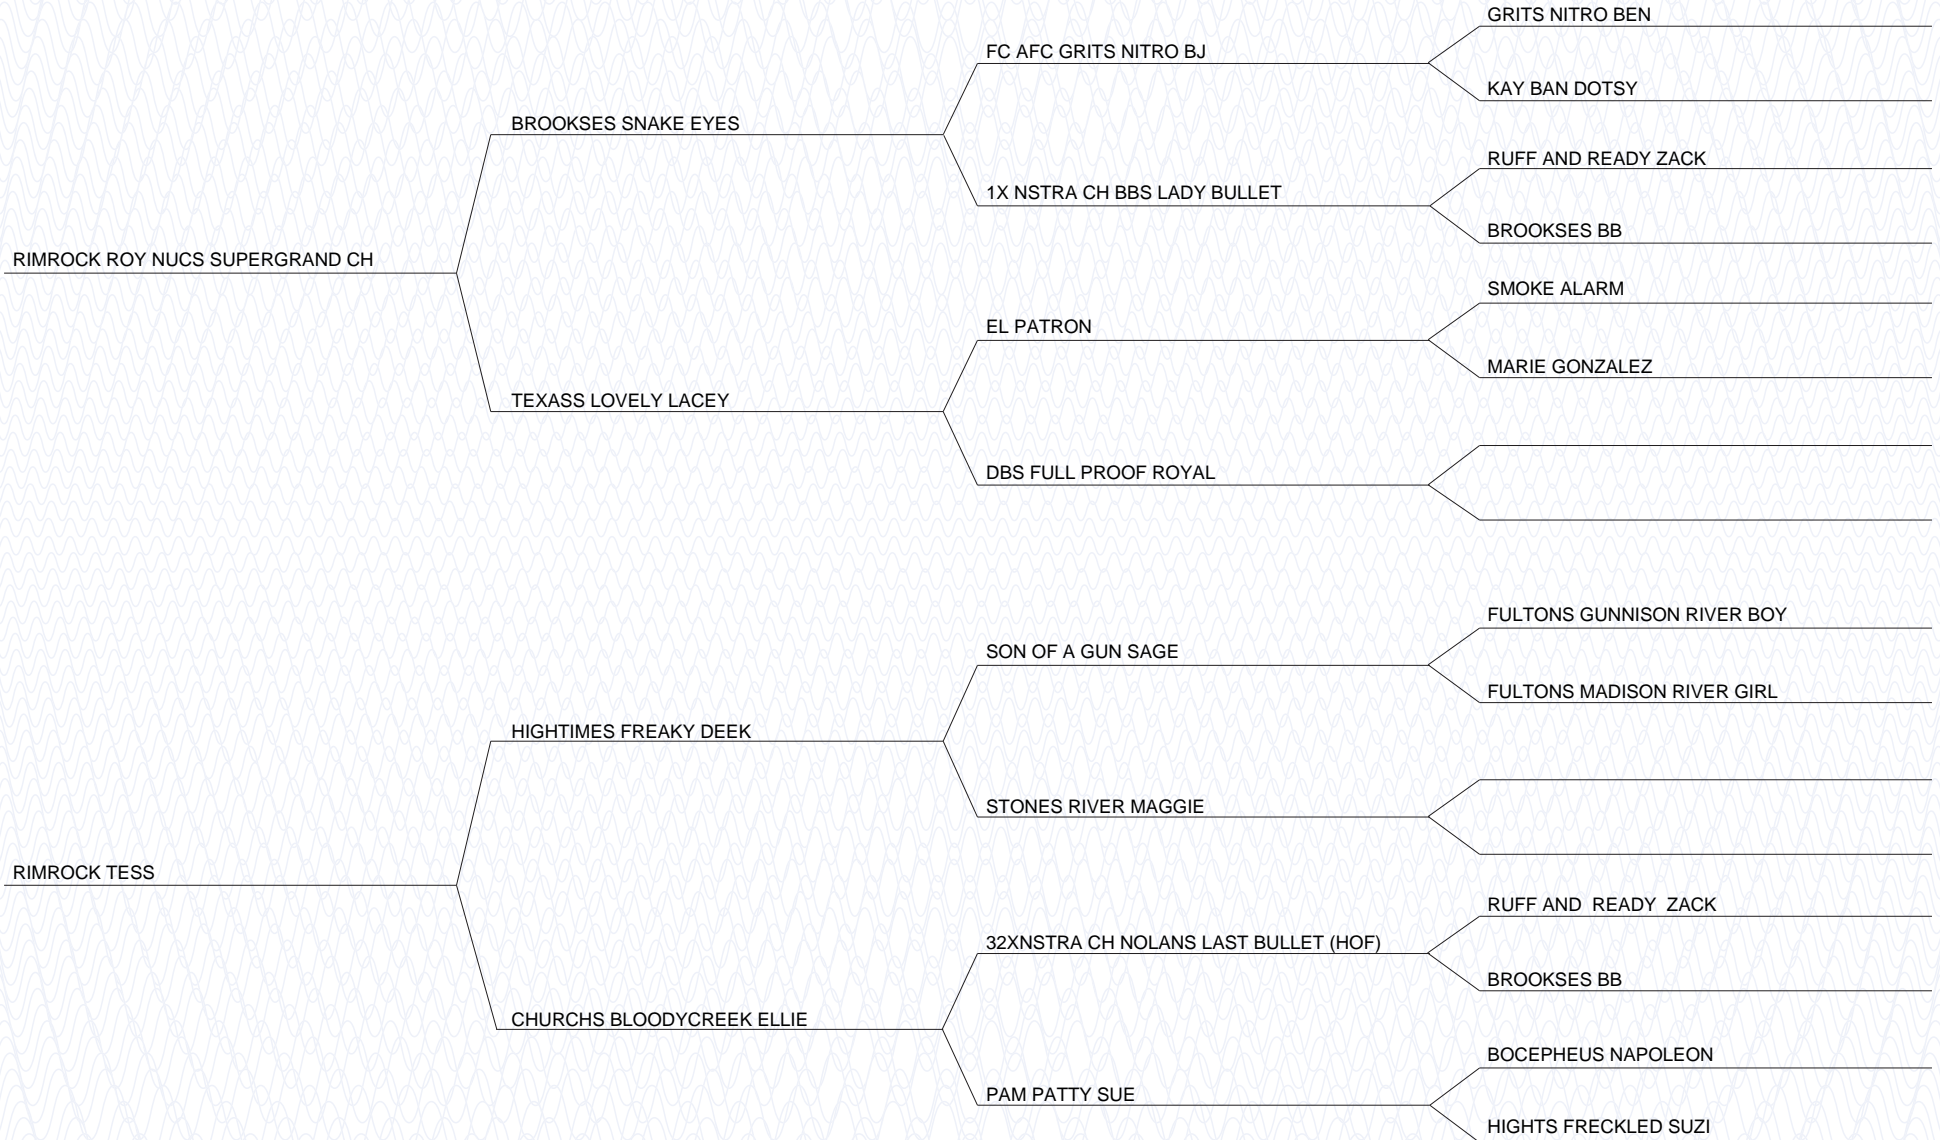 GRITS NITRO BEN
FC AFC GRITS NITRO BJ
KAY BAN DOTSY
BROOKSES SNAKE EYES
RUFF AND READY ZACK
1X NSTRA CH BBS LADY BULLET
BROOKSES BB
RIMROCK ROY NUCS SUPERGRAND CH
SMOKE ALARM
EL PATRON
MARIE GONZALEZ
TEXASS LOVELY LACEY
DBS FULL PROOF ROYAL
FULTONS GUNNISON RIVER BOY
SON OF A GUN SAGE
FULTONS MADISON RIVER GIRL
HIGHTIMES FREAKY DEEK
STONES RIVER MAGGIE
RIMROCK TESS
RUFF AND  READY  ZACK
32XNSTRA CH NOLANS LAST BULLET (HOF)
BROOKSES BB
CHURCHS BLOODYCREEK ELLIE
BOCEPHEUS NAPOLEON
PAM PATTY SUE
HIGHTS FRECKLED SUZI